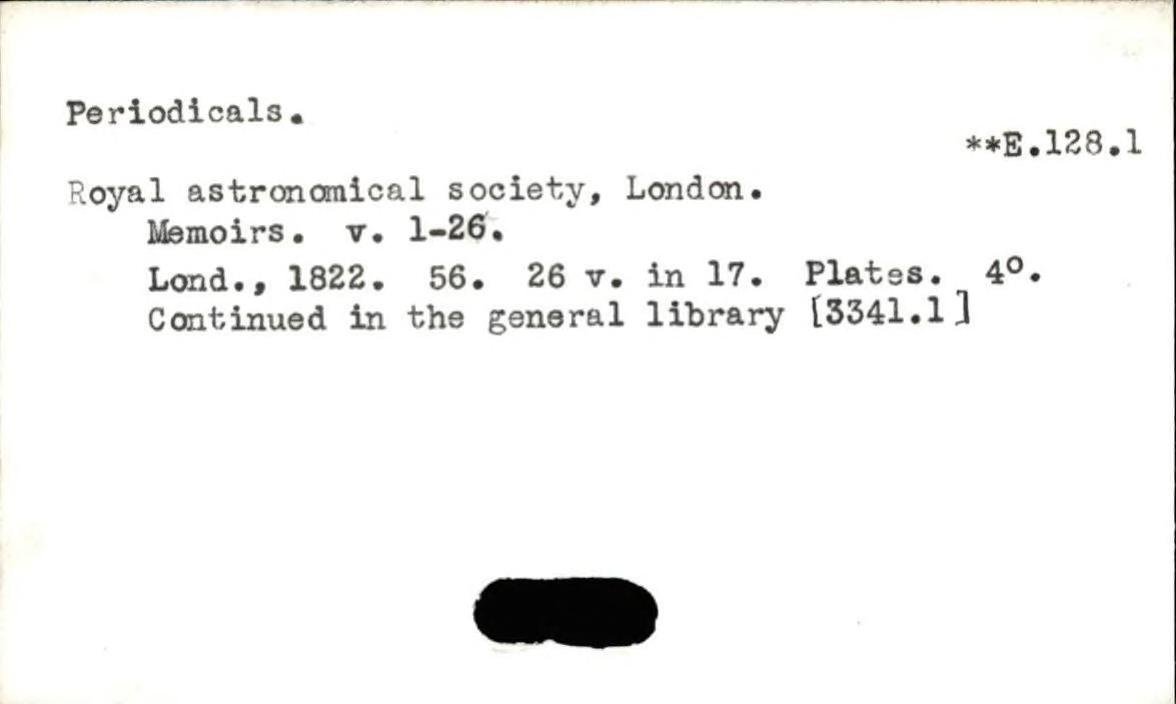 Periodicals.
**E.128.1
Royal astronomical society, London.
Memoirs. v. 1-26.
Lond., 1822. 56. 26 v. in 17. Plates. 4º.
Continued in the general library [3341.1]